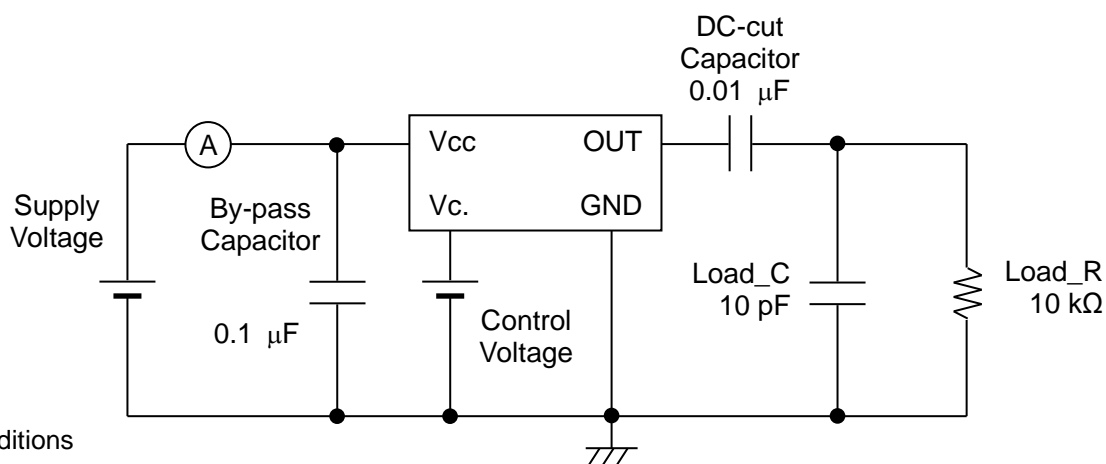 DC-cut
Capacitor
0.01 μF
A
Vcc
OUT
Vc.
GND
Supply
Voltage
By-pass
Capacitor
0.1 μF
Control
Voltage
Load_C
10 pF
Load_R
10 kΩ
ditions